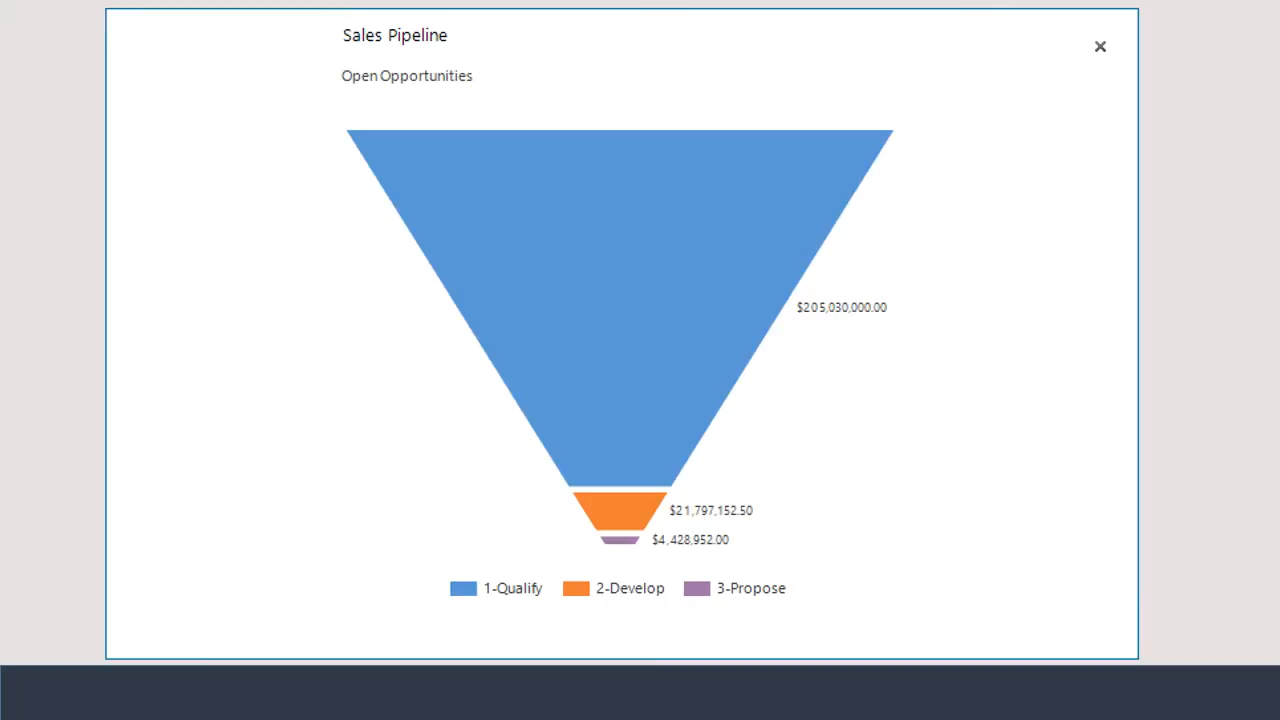 Sales Pipeline
Open Opportunities
$205,030,000.00
$21,797,152.50
$4,428,952.00
1-Qualify 2-Develop 3-Propose